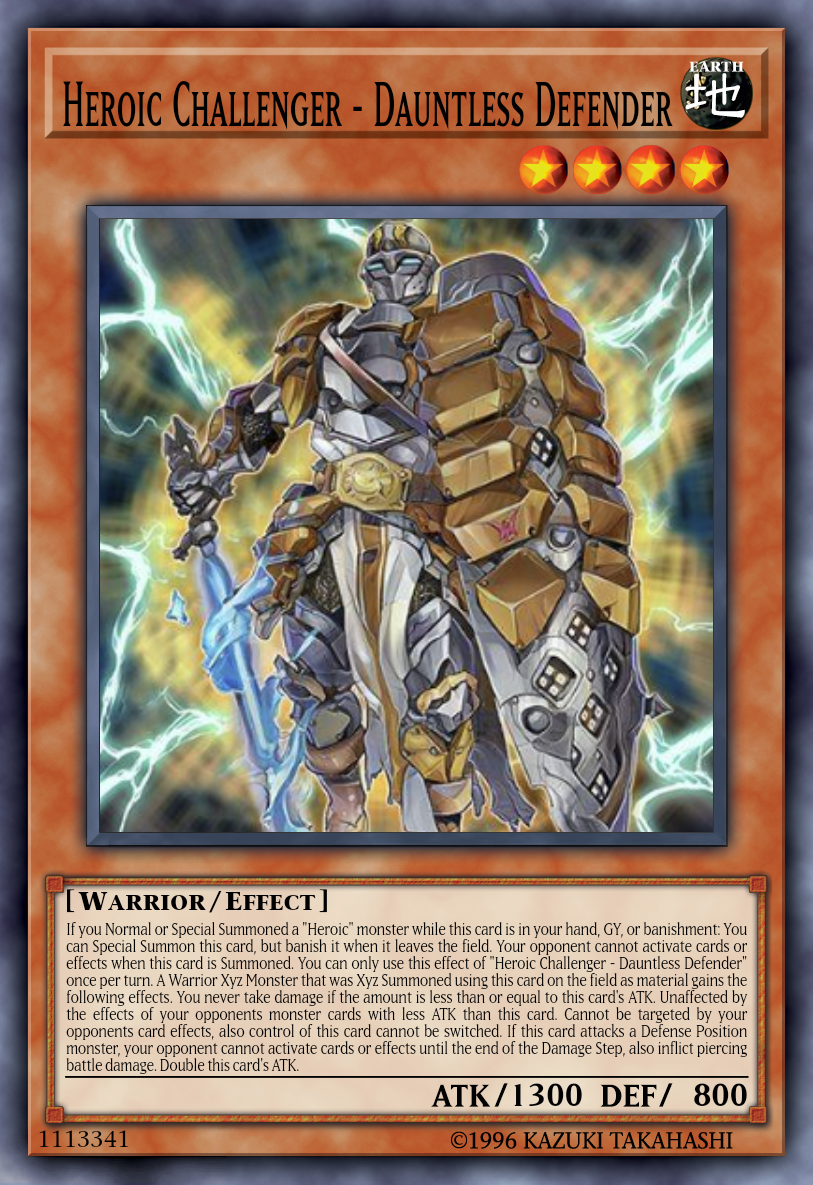 Heroic Challenger - Dauntless Defender
EARTH
地
[Warrior/Effect]
If you Normal or Special Summoned a "Heroic" monster while this card is in your hand, GY, or banishment: You
can Special Summon this card, but banish it when it leaves the field. Your opponent cannot activate cards or
effects when this card is Summoned. You can only use this effect of "Heroic Challenger - Dauntless Defender"
once per turn. A Warrior Xyz Monster that was Xyz Summoned using this card on the field as material gains the
following effects. You never take damage if the amount is less than or equal to this card's ATK. Unaffected by
the effects of your opponents monster cards with less ATK than this card. Cannot be targeted by your
opponents card effects, also control of this card cannot be switched. If this card attacks a Defense Position
monster, your opponent cannot activate cards or effects until the end of the Damage Step, also inflict piercing
battle damage. Double this card's ATK.
ATK/1300 DEF/ 800
1113341 ©1996 KAZUKI TAKAHASHI